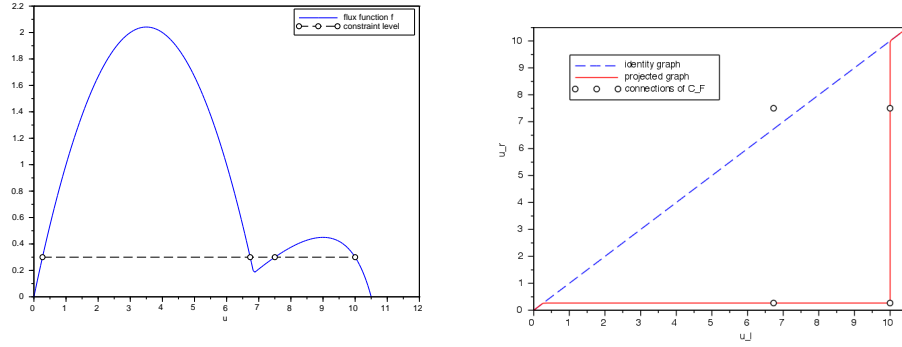 2.2
2
1.8
1.6
1.4
1.2
1
0.8
0.6
0.4
0.2
0
0 1 2 3 4 5 6 7 8 9 10 11 12
u
flux function f
constraint level
10
9
8
7
6
5
4
3
2
1
0
0 1 2 3 4 5 6 7 8 9 10
u_l
u_r
identity graph
projected graph
connections of C_F